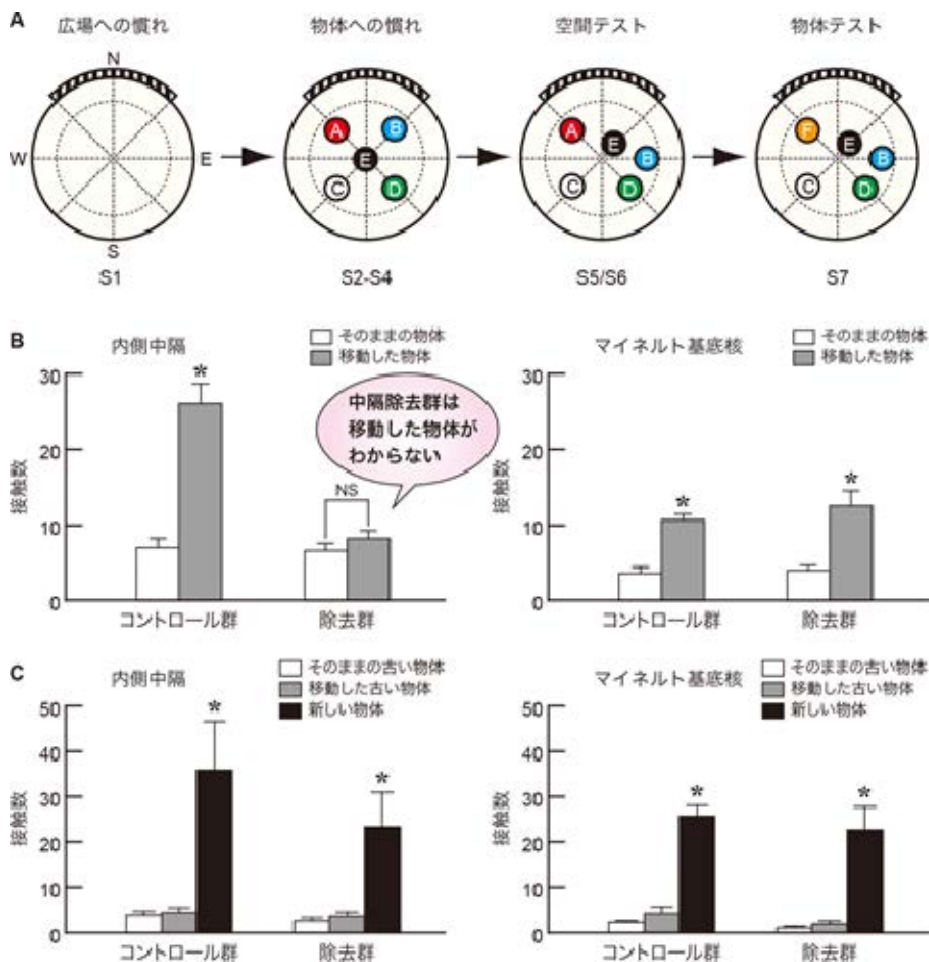 A
広場への慣れ
物体への慣れ
空間テスト
物体テスト
N
W
E
S
A
B
E
C
D
A
E
B
C
D
F
E
B
C
D
S1
S2-S4
S5/S6
S7
B
内側中隔
そのままの物体
移動した物体
接触数
30
20
10
0
*
NS
中隔除去群は
移動した物体が
わからない
コントロール群
除去群
マイネルト基底核
そのままの物体
移動した物体
接触数
30
20
10
0
*
*
コントロール群
除去群
C
内側中隔
そのままの古い物体
移動した古い物体
新しい物体
接触数
50
40
30
20
10
0
*
*
コントロール群
除去群
マイネルト基底核
そのままの古い物体
移動した古い物体
新しい物体
接触数
50
40
30
20
10
0
*
*
コントロール群
除去群